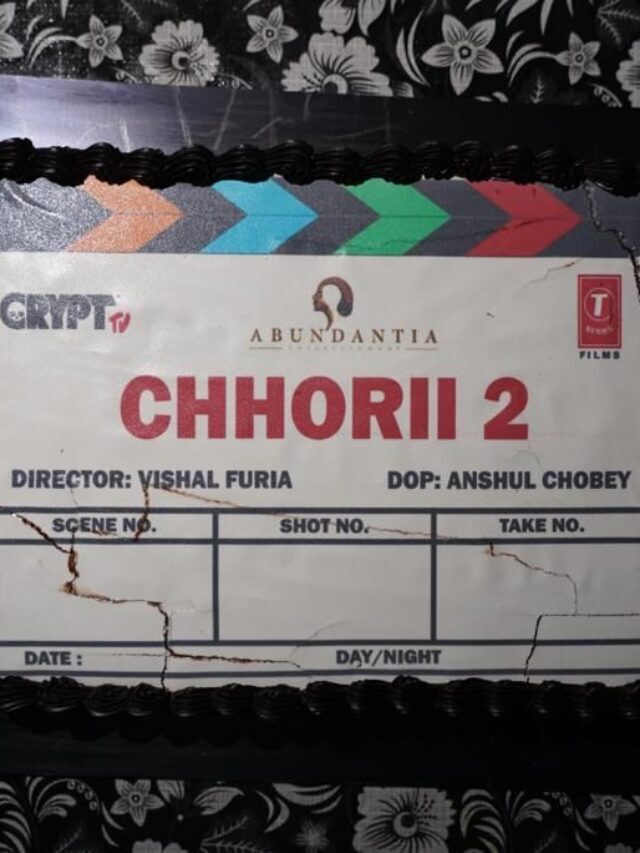 CRYPT TV
ABUNDANTIA
T
SERIES
FILMS
CHHORII 2
DIRECTOR: VISHAL FURIA
DOP: ANSHUL CHOBEY
SCENE NO.
SHOT NO.
TAKE NO.
DATE :
DAY/NIGHT